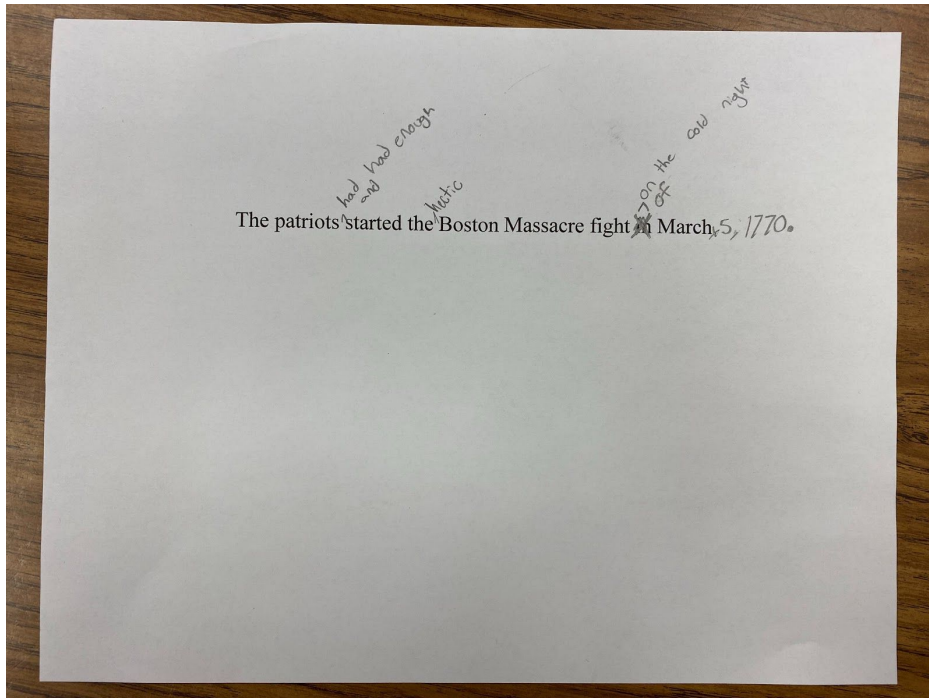 had had enough
and
Hectic
on the cold night
of
The patriots started the Boston Massacre fight in March, 5, 1770.